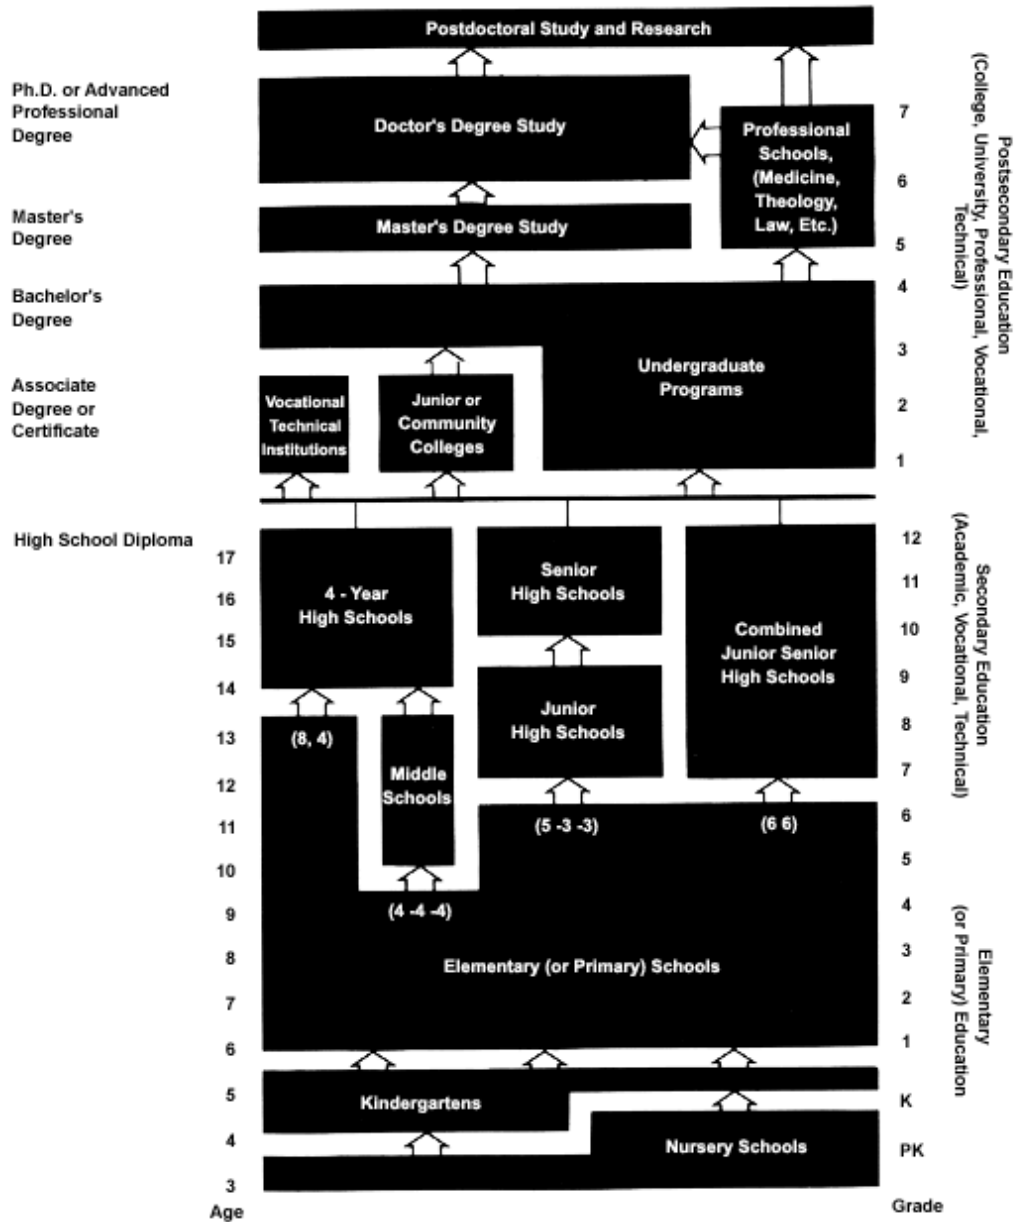 Postdoctoral Study and Research
Ph.D. or Advanced
Professional
Degree
Doctor's Degree Study
Professional
Schools,
(Medicine,
Theology,
Law, Etc.)
7
6
5
Master's
Degree
Master's Degree Study
Bachelor's
Degree
4
3
2
1
Undergraduate
Programs
Associate
Degree or
Certificate
Vocational
Technical
Institutions
Junior or
Community
Colleges
Postsecondary Education
(College, University, Professional, Vocational,
Technical)
High School Diploma
17
16
15
14
13
12
11
10
9
8
7
6
5
4
3
Age
4 - Year
High Schools
Senior
High Schools
Combined
Junior Senior
High Schools
Junior
High Schools
(8, 4)
Middle
Schools
(5 -3 -3)
(6 6)
(4 -4 -4)
Elementary (or Primary) Schools
Kindergartens
Nursery Schools
12
11
10
9
8
7
6
5
4
3
2
1
K
PK
Grade
Secondary Education
(Academic, Vocational, Technical)
Elementary
(or Primary) Education